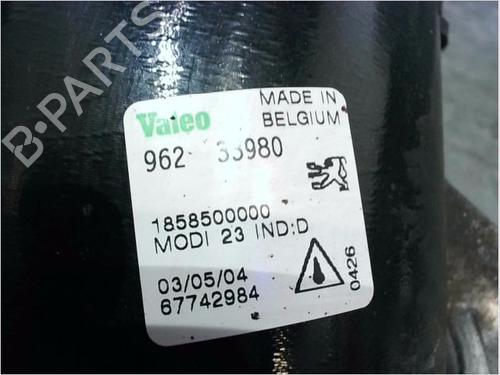 B-PARTS
Valeo
MADE IN
BELGIUM
962 33980
1858500000
MODI 23 IND:D
03/05/04
67742984
0426